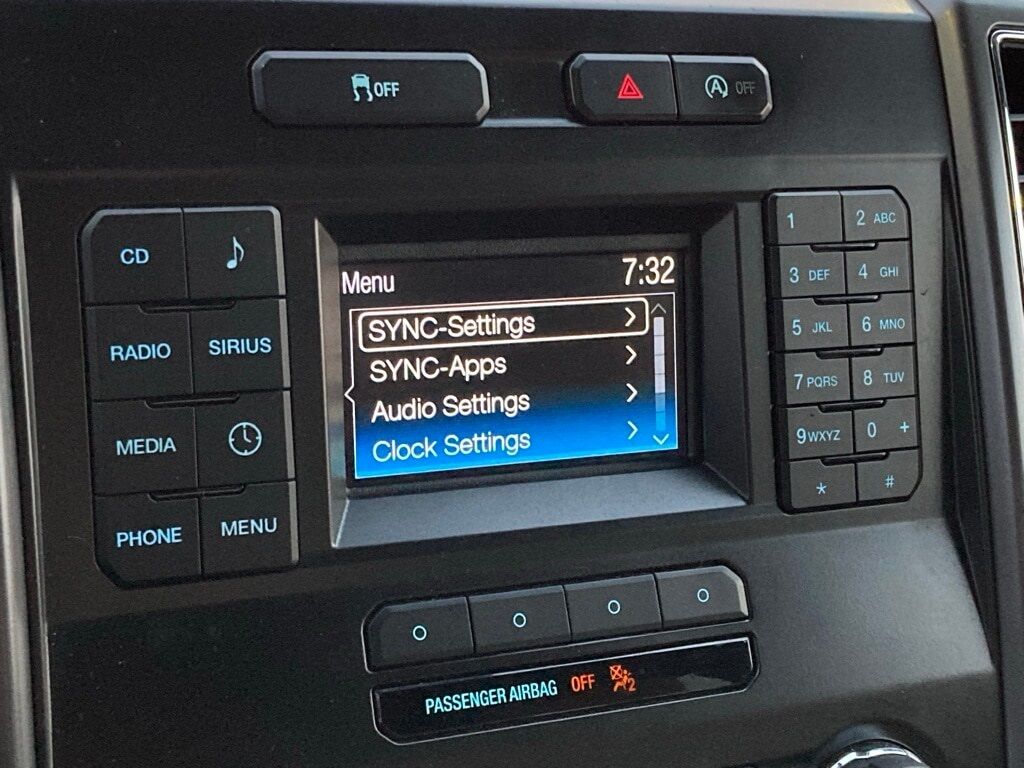 OFF
A OFF
CD
RADIO SIRIUS
MEDIA
PHONE MENU
Menu 7:32
SYNC-Settings
SYNC-Apps
Audio Settings
Clock Settings
1 2 ABC
3 DEF 4 GHI
5 JKL 6 MNO
7 PQRS 8 TUV
9 WXYZ 0 +
* #
PASSENGER AIRBAG OFF 2